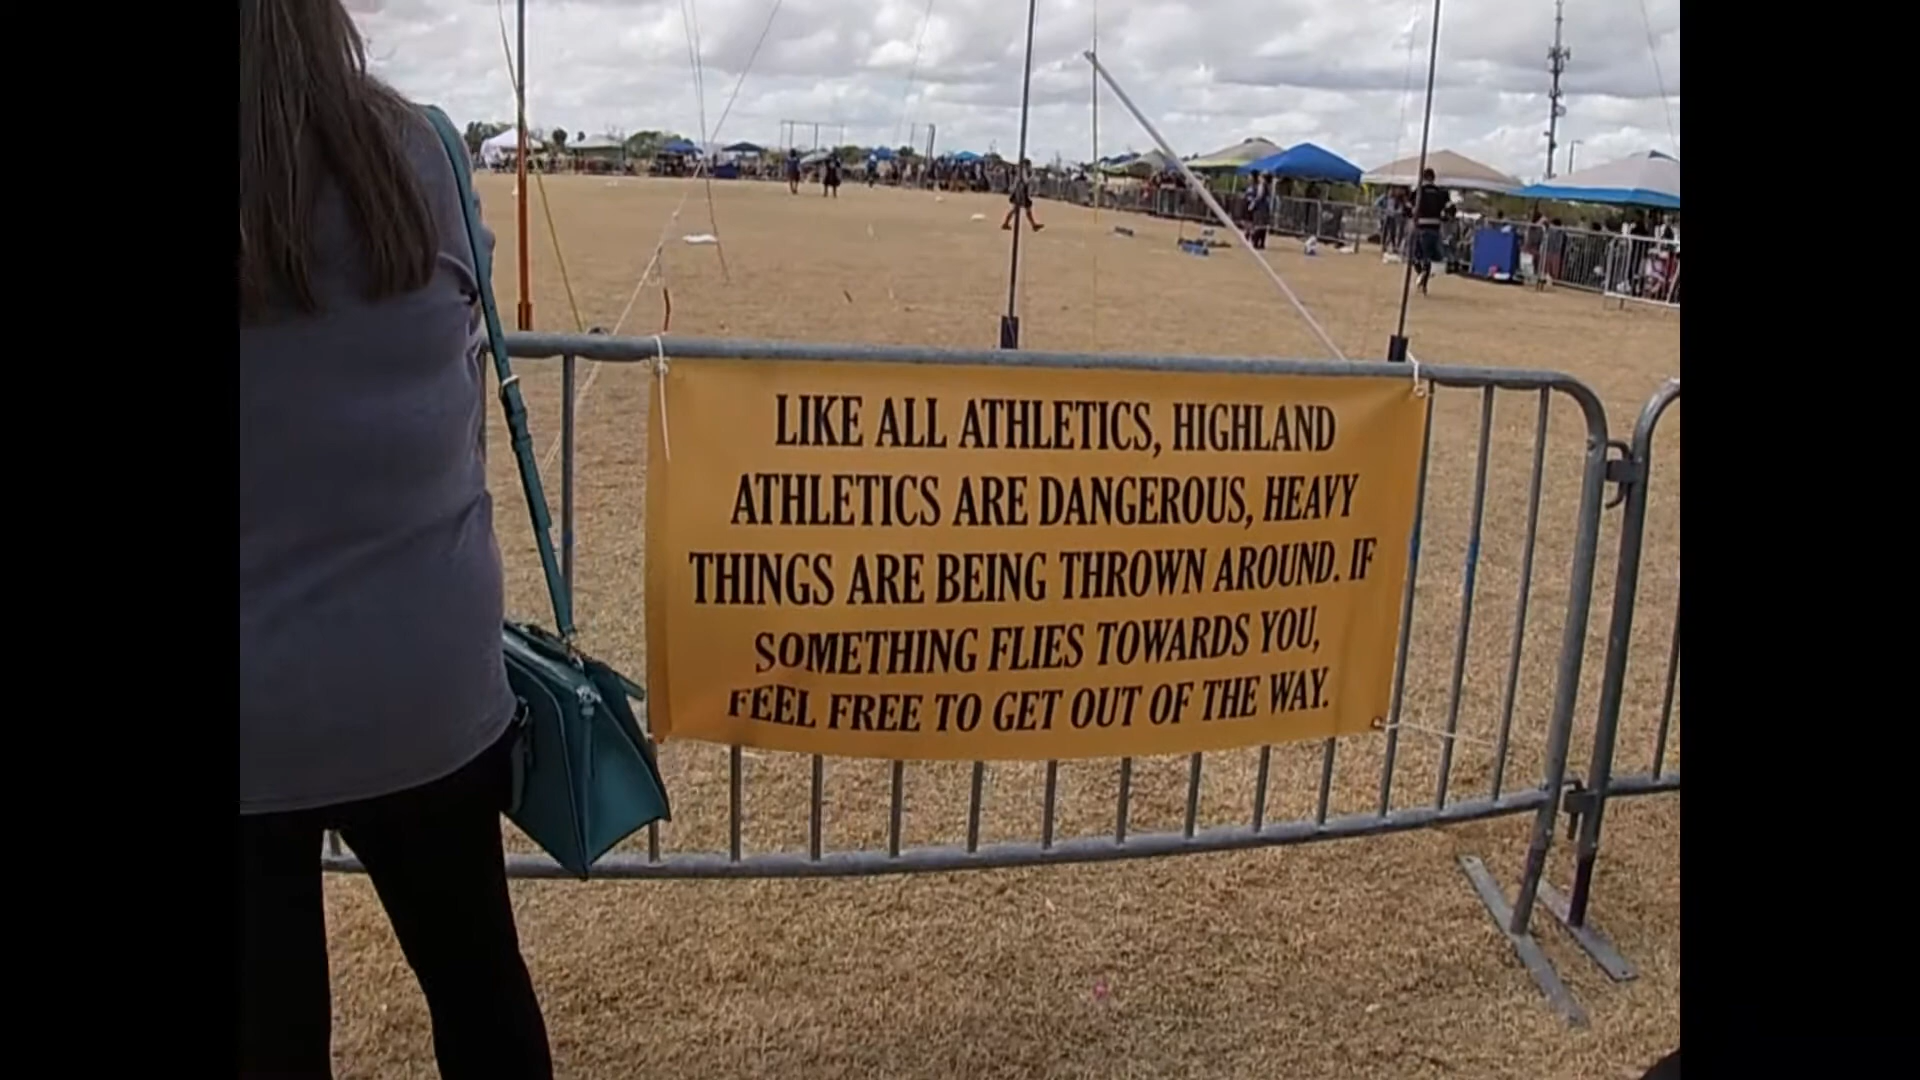 LIKE ALL ATHLETICS, HIGHLAND
ATHLETICS ARE DANGEROUS, HEAVY
THINGS ARE BEING THROWN AROUND. IF
SOMETHING FLIES TOWARDS YOU,
FEEL FREE TO GET OUT OF THE WAY.